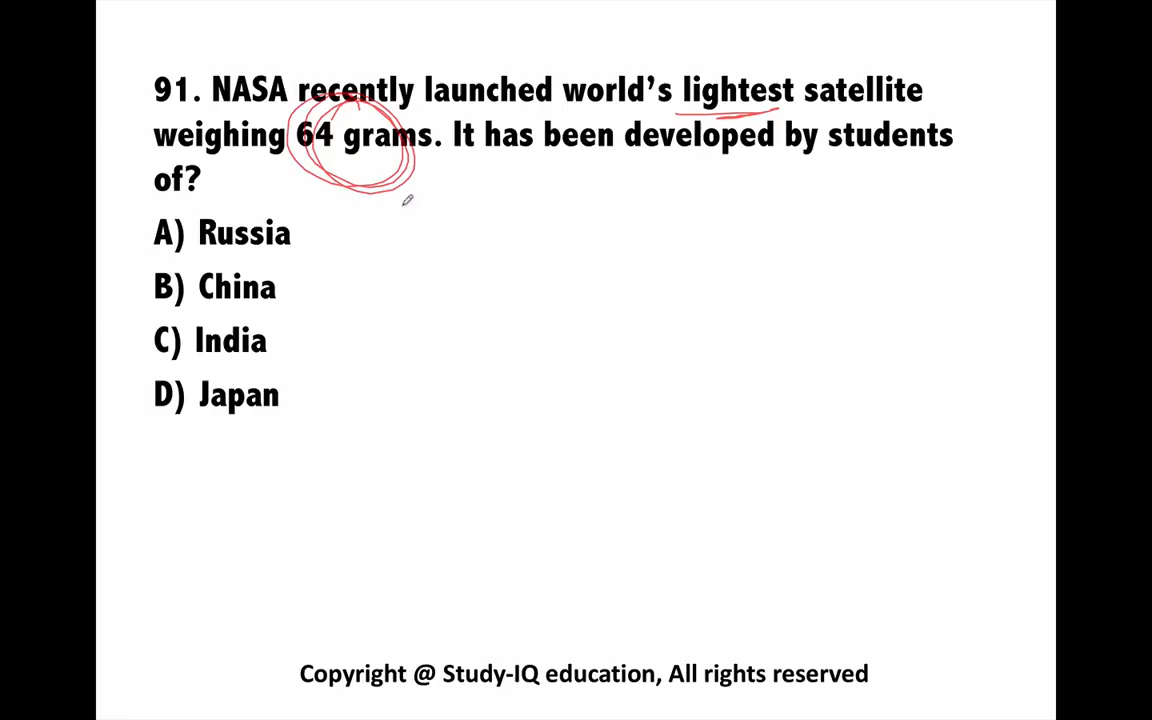 91. NASA recently launched world's lightest satellite
weighing 64 grams. It has been developed by students
of?
A) Russia
B) China
C) India
D) Japan
Copyright @ Study-IQ education, All rights reserved